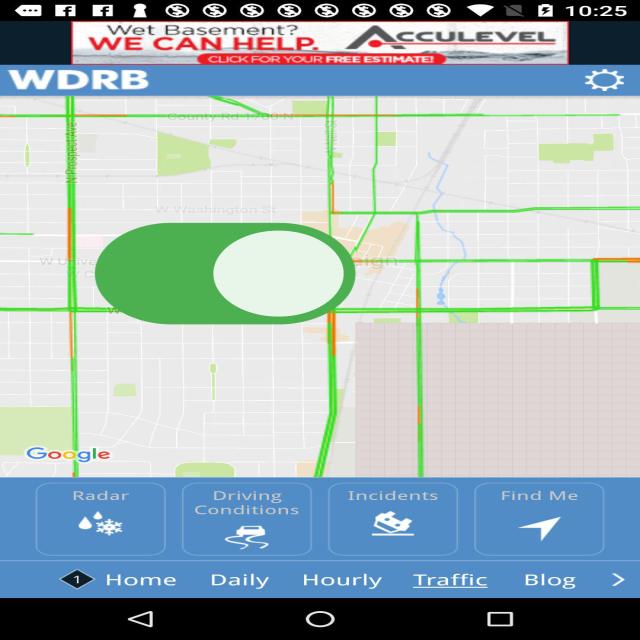 10:25
Wet Basement?
WE CAN HELP.
ACCULEVEL
CLICK FOR YOUR FREE ESTIMATE!
WDRB
County Rd 1700 N
N Prospect Ave
W Washington St
Google
Radar
Driving Conditions
Incidents
Find Me
1 Home Daily Hourly Traffic Blog